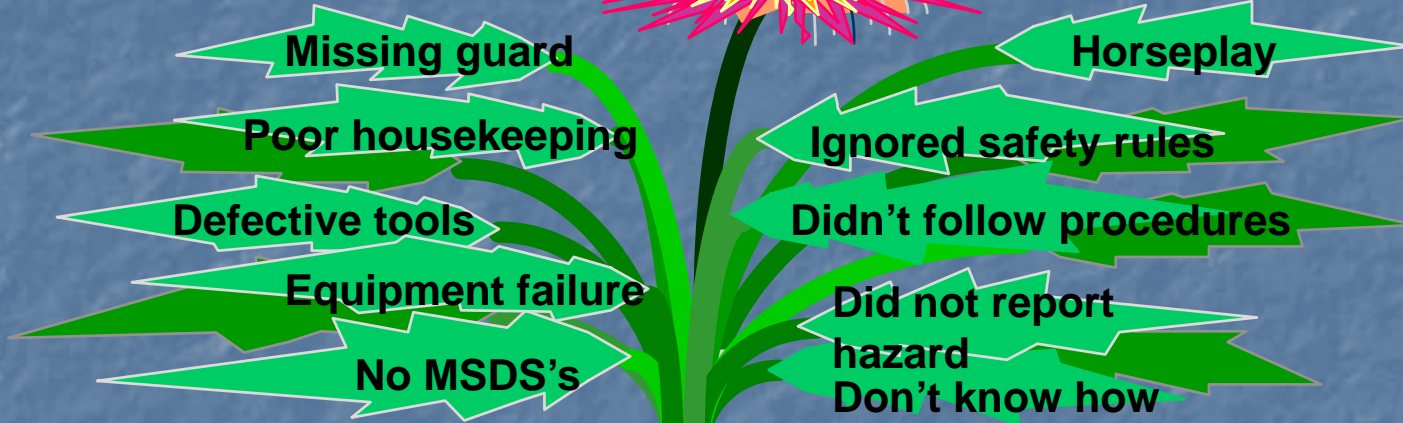 Missing guard
Poor housekeeping
Defective tools
Equipment failure
No MSDS’s
Horseplay
Ignored safety rules
Didn’t follow procedures
Did not report
hazard
Don’t know how